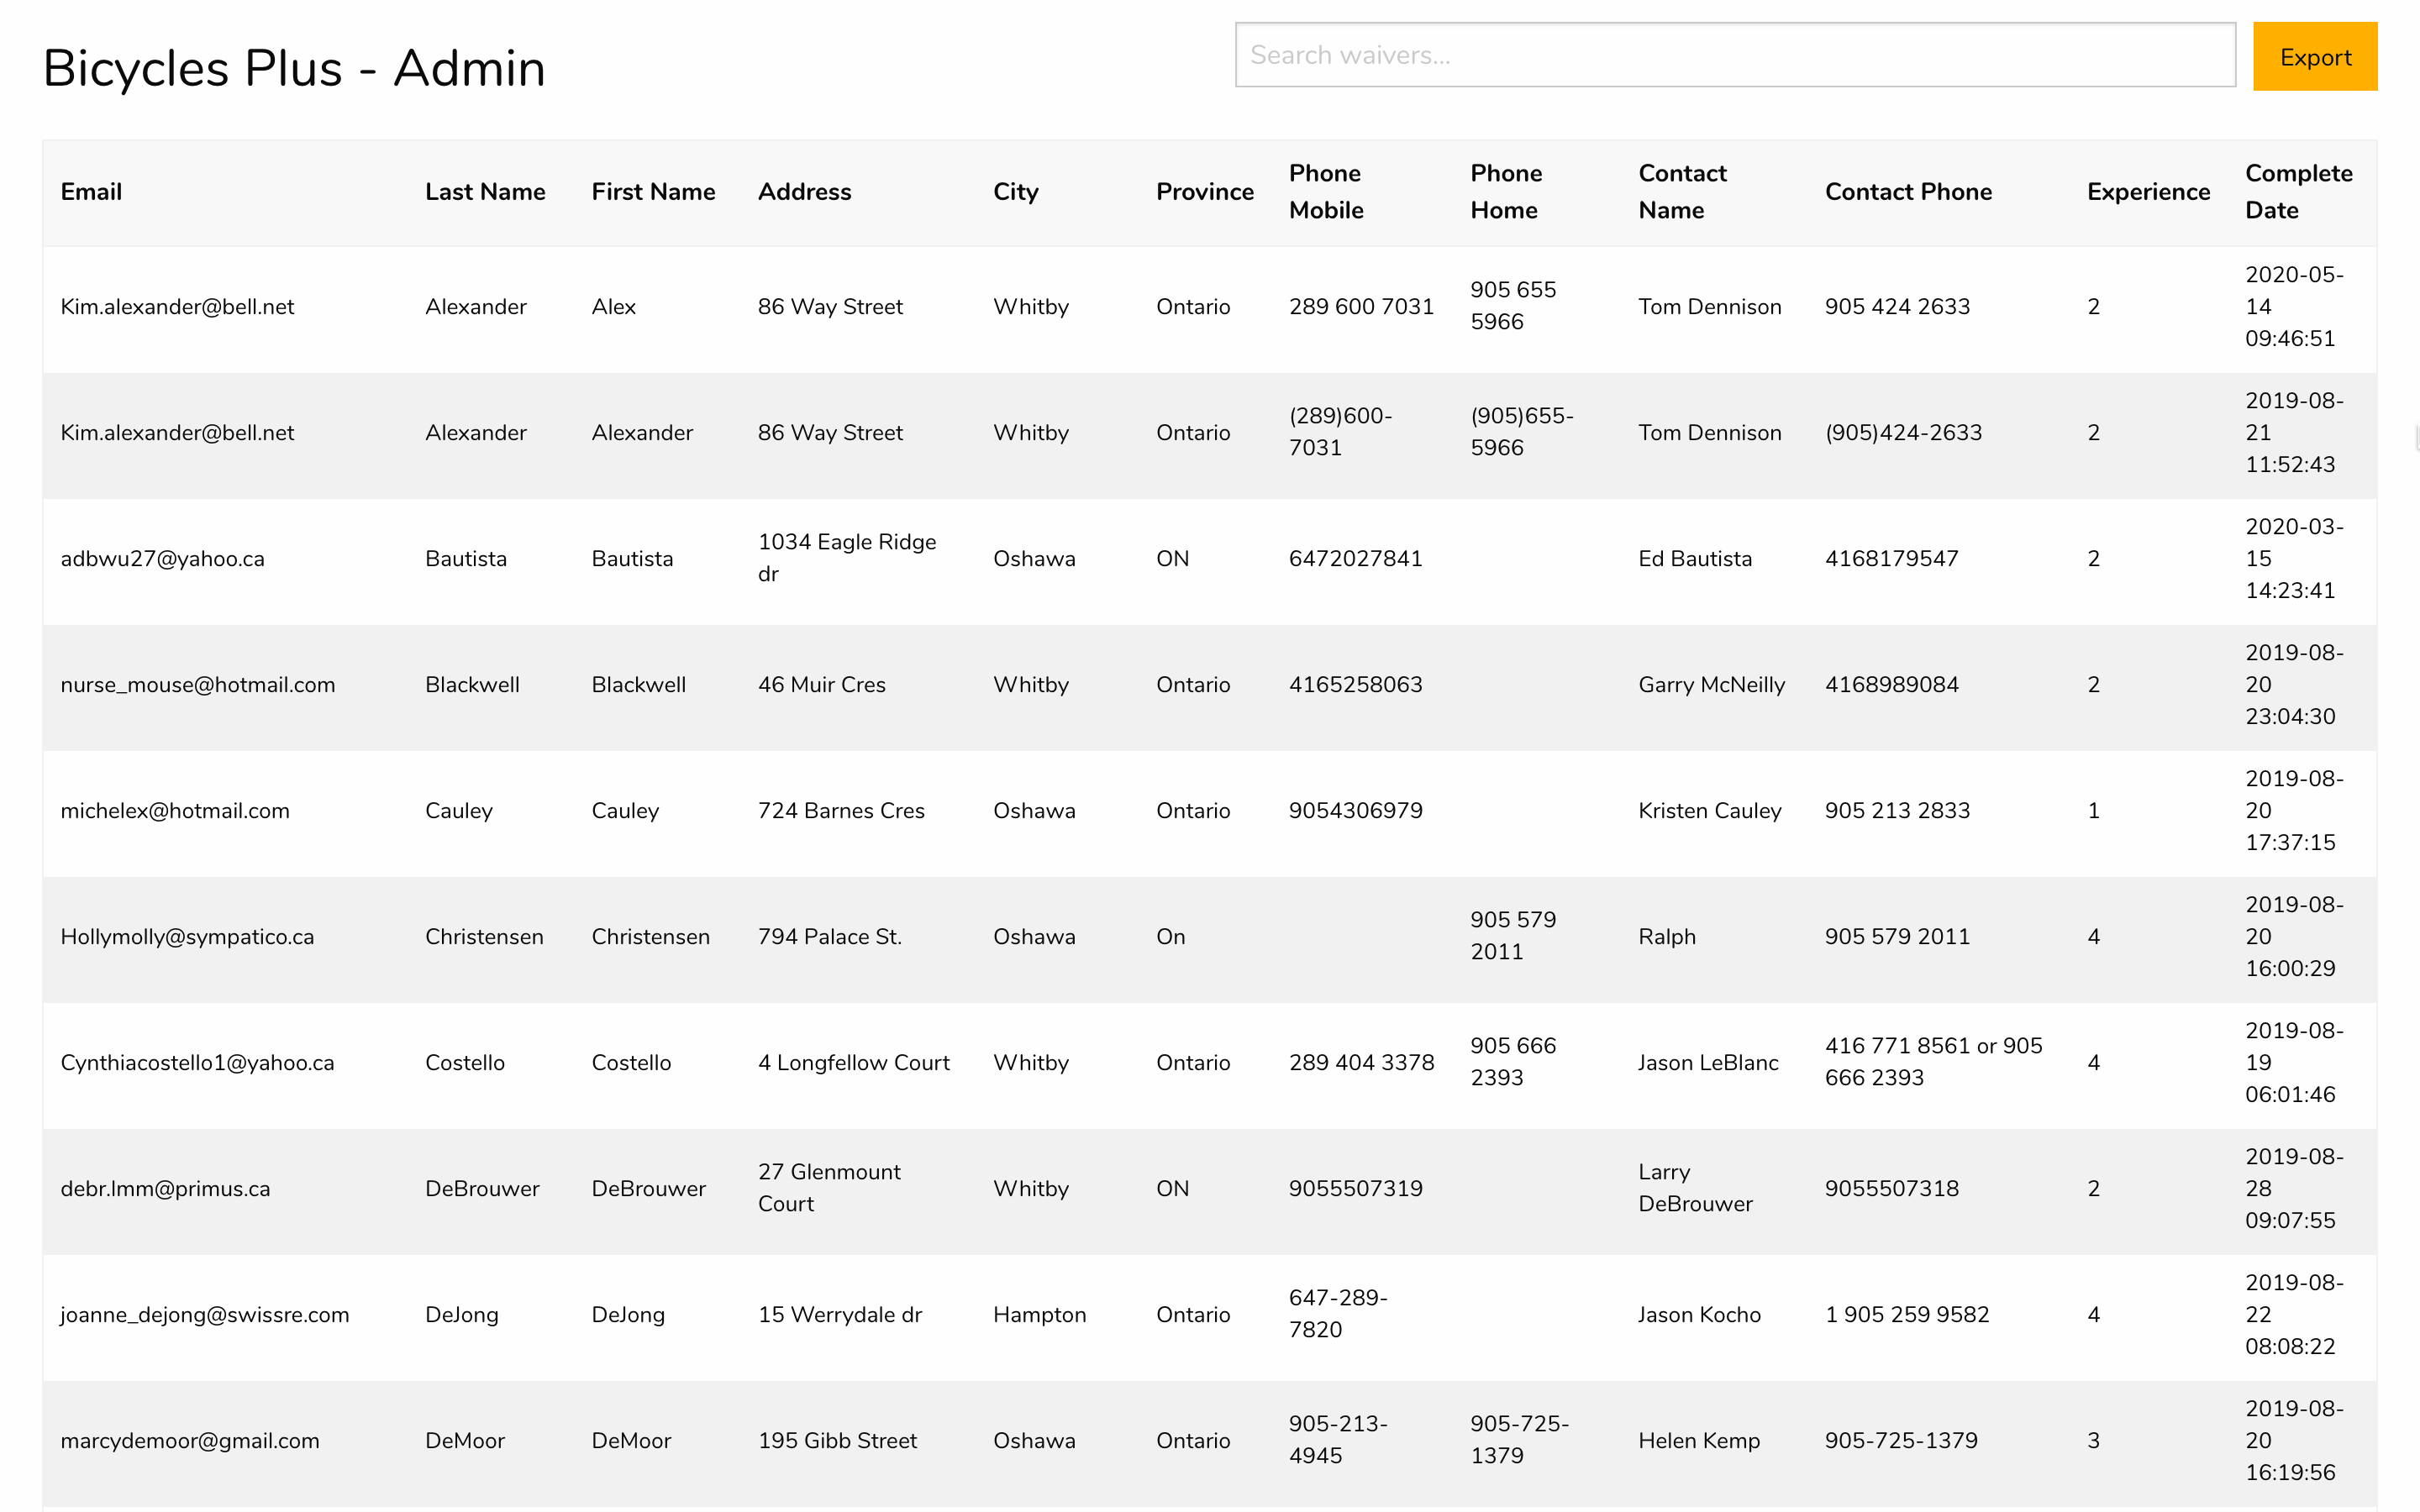 Bicycles Plus - Admin
Search waivers...
Export
Email Last Name First Name Address City Province Phone Mobile Phone Home Contact Name Contact Phone Experience Complete Date
Kim.alexander@bell.net Alexander Alex 86 Way Street Whitby Ontario 289 600 7031 905 655 5966 Tom Dennison 905 424 2633 2 2020-05-14 09:46:51
Kim.alexander@bell.net Alexander Alexander 86 Way Street Whitby Ontario (289)600-7031 (905)655-5966 Tom Dennison (905)424-2633 2 2019-08-21 11:52:43
adbwu27@yahoo.ca Bautista Bautista 1034 Eagle Ridge dr Oshawa ON 6472027841 Ed Bautista 4168179547 2 2020-03-15 14:23:41
nurse_mouse@hotmail.com Blackwell Blackwell 46 Muir Cres Whitby Ontario 4165258063 Garry McNeilly 4168989084 2 2019-08-20 23:04:30
michelex@hotmail.com Cauley Cauley 724 Barnes Cres Oshawa Ontario 9054306979 Kristen Cauley 905 213 2833 1 2019-08-20 17:37:15
Hollymolly@sympatico.ca Christensen Christensen 794 Palace St. Oshawa On 905 579 2011 Ralph 905 579 2011 4 2019-08-20 16:00:29
Cynthiacostello1@yahoo.ca Costello Costello 4 Longfellow Court Whitby Ontario 289 404 3378 905 666 2393 Jason LeBlanc 416 771 8561 or 905 666 2393 4 2019-08-19 06:01:46
debr.lmm@primus.ca DeBrouwer DeBrouwer 27 Glenmount Court Whitby ON 9055507319 Larry DeBrouwer 9055507318 2 2019-08-28 09:07:55
joanne_dejong@swissre.com DeJong DeJong 15 Werrydale dr Hampton Ontario 647-289-7820 Jason Kocho 1 905 259 9582 4 2019-08-22 08:08:22
marcydemoor@gmail.com DeMoor DeMoor 195 Gibb Street Oshawa Ontario 905-213-4945 905-725-1379 Helen Kemp 905-725-1379 3 2019-08-20 16:19:56